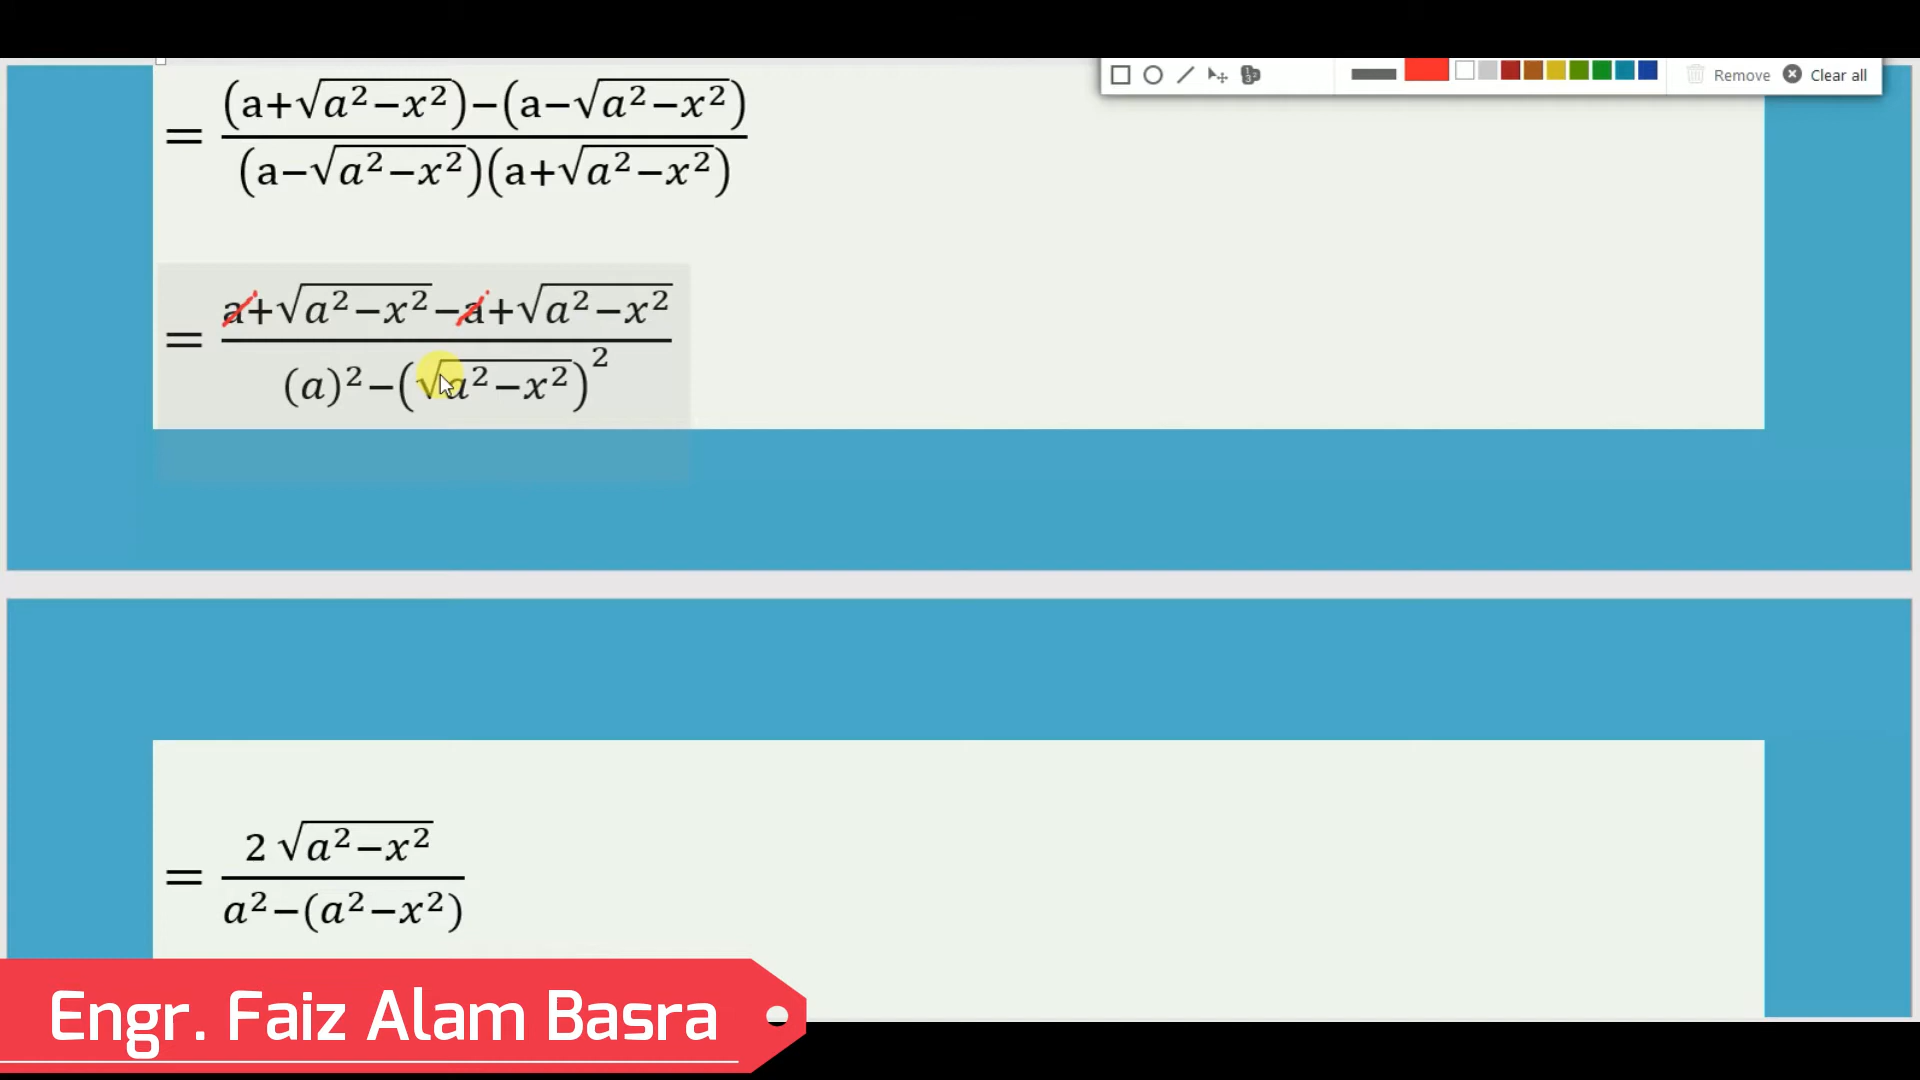 Remove Clear all
= (a+√a²−x²)−(a−√a²−x²)
(a−√a²−x²)(a+√a²−x²)
= a+√a²−x²−a+√a²−x²
(a)²−(√a²−x²)²
= 2 √a²−x²
a²−(a²−x²)
Engr. Faiz Alam Basra